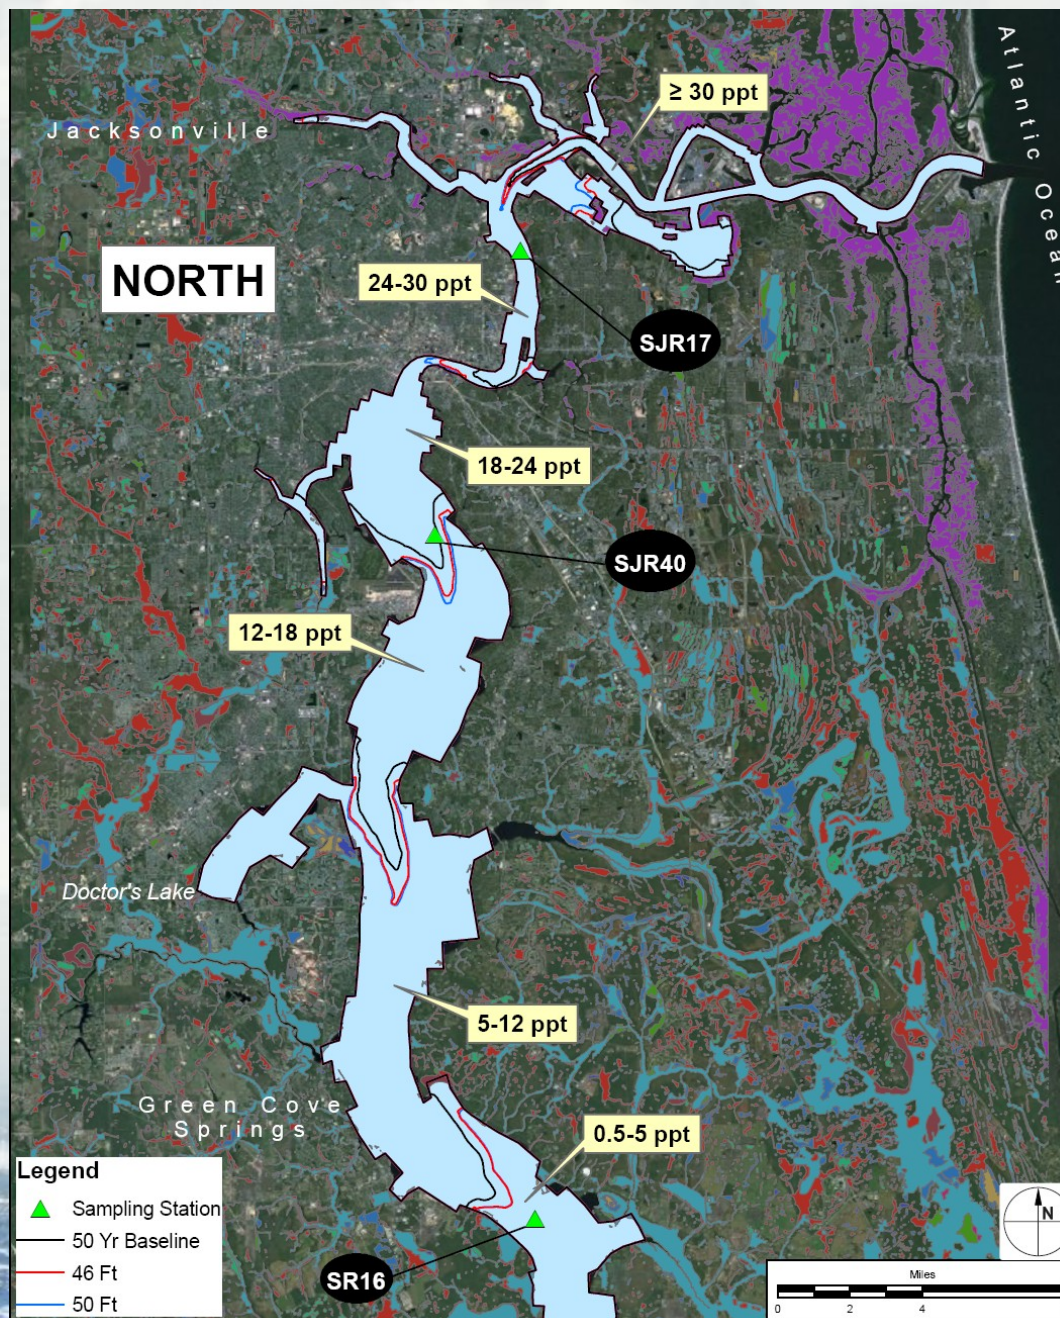 Atlantic Ocean
≥ 30 ppt
Jacksonville
NORTH
24-30 ppt
SJR17
18-24 ppt
SJR40
12-18 ppt
Doctor's Lake
5-12 ppt
Green Cove
Springs
0.5-5 ppt
SR16
Legend
Sampling Station
50 Yr Baseline
46 Ft
50 Ft
N
Miles
0 2 4